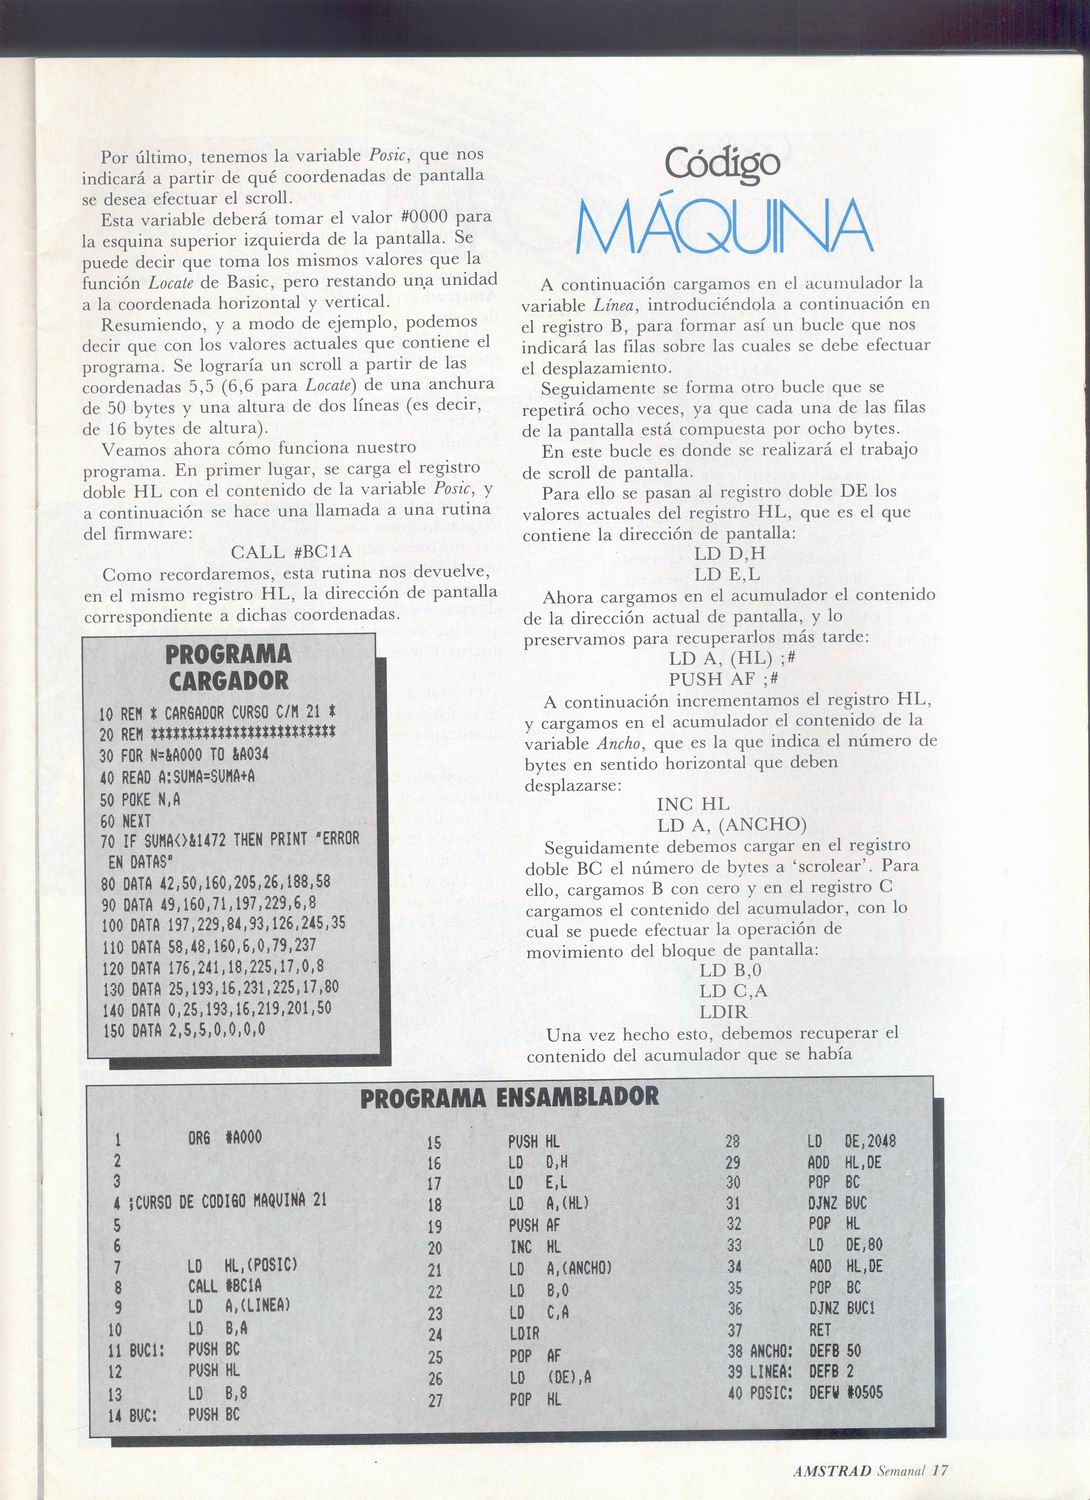 Por último, tenemos la variable Posic, que nos
indicará a partir de qué coordenadas de pantalla
se desea efectuar el scroll.
Esta variable deberá tomar el valor #0000 para
la esquina superior izquierda de la pantalla. Se
puede decir que toma los mismos valores que la
función Locate de Basic, pero restando una unidad
a la coordenada horizontal y vertical.
Resumiendo, y a modo de ejemplo, podemos
decir que con los valores actuales que contiene el
programa. Se lograría un scroll a partir de las
coordenadas 5,5 (6,6 para Locate) de una anchura
de 50 bytes y una altura de dos líneas (es decir,
de 16 bytes de altura).
Veamos ahora cómo funciona nuestro
programa. En primer lugar, se carga el registro
doble HL con el contenido de la variable Posic, y
a continuación se hace una llamada a una rutina
del firmware:
CALL #BC1A
Como recordaremos, esta rutina nos devuelve,
en el mismo registro HL, la dirección de pantalla
correspondiente a dichas coordenadas.
PROGRAMA
CARGADOR
10 REM * CARGADOR CURSO C/M 21 *
20 REM *************************
30 FOR N=&A000 TO &A034
40 READ A:SUMA=SUMA+A
50 POKE N,A
60 NEXT
70 IF SUMA<>&1472 THEN PRINT "ERROR
EN DATAS"
80 DATA 42,50,160,205,26,188,58
90 DATA 49,160,71,197,229,6,8
100 DATA 197,229,84,93,126,245,35
110 DATA 58,48,160,6,0,79,237
120 DATA 176,241,18,225,17,0,8
130 DATA 25,193,16,231,225,17,80
140 DATA 0,25,193,16,219,201,50
150 DATA 2,5,5,0,0,0,0
Código
MÁQUINA
A continuación cargamos en el acumulador la
variable Línea, introduciéndola a continuación en
el registro B, para formar así un bucle que nos
indicará las filas sobre las cuales se debe efectuar
el desplazamiento.
Seguidamente se forma otro bucle que se
repetirá ocho veces, ya que cada una de las filas
de la pantalla está compuesta por ocho bytes.
En este bucle es donde se realizará el trabajo
de scroll de pantalla.
Para ello se pasan al registro doble DE los
valores actuales del registro HL, que es el que
contiene la dirección de pantalla:
LD D,H
LD E,L
Ahora cargamos en el acumulador el contenido
de la dirección actual de pantalla, y lo
preservamos para recuperarlos más tarde:
LD A, (HL) ;#
PUSH AF ;#
A continuación incrementamos el registro HL,
y cargamos en el acumulador el contenido de la
variable Ancho, que es la que indica el número de
bytes en sentido horizontal que deben
desplazarse:
INC HL
LD A, (ANCHO)
Seguidamente debemos cargar en el registro
doble BC el número de bytes a ‘scrolear’. Para
ello, cargamos B con cero y en el registro C
cargamos el contenido del acumulador, con lo
cual se puede efectuar la operación de
movimiento del bloque de pantalla:
LD B,0
LD C,A
LDIR
Una vez hecho esto, debemos recuperar el
contenido del acumulador que se había
PROGRAMA ENSAMBLADOR
1 ORG #A000
2
3
4 ;CURSO DE CODIGO MAQUINA 21
5
6
7 LD HL,(POSIC)
8 CALL #BC1A
9 LD A,(LINEA)
10 LD B,A
11 BUC1: PUSH BC
12 PUSH HL
13 LD B,8
14 BUC: PUSH BC
15 PUSH HL
16 LD D,H
17 LD E,L
18 LD A,(HL)
19 PUSH AF
20 INC HL
21 LD A,(ANCHO)
22 LD B,0
23 LD C,A
24 LDIR
25 POP AF
26 LD (DE),A
27 POP HL
28 LD DE,2048
29 ADD HL,DE
30 POP BC
31 DJNZ BUC
32 POP HL
33 LD DE,80
34 ADD HL,DE
35 POP BC
36 DJNZ BUC1
37 RET
38 ANCHO: DEFB 50
39 LINEA: DEFB 2
40 POSIC: DEFW #0505
AMSTRAD Semanal 17